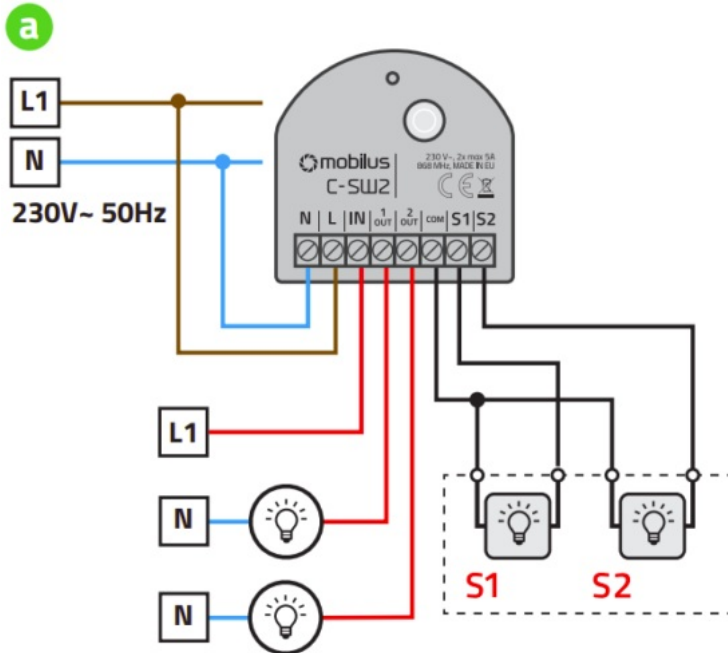 a
L1
N
230V~ 50Hz
mobilus
C-SW2
230 V~, 2x max 5A
868 MHz, MADE IN EU
CE
N | L | IN | 1 OUT | 2 OUT | COM | S1 | S2
L1
N
N
S1 S2